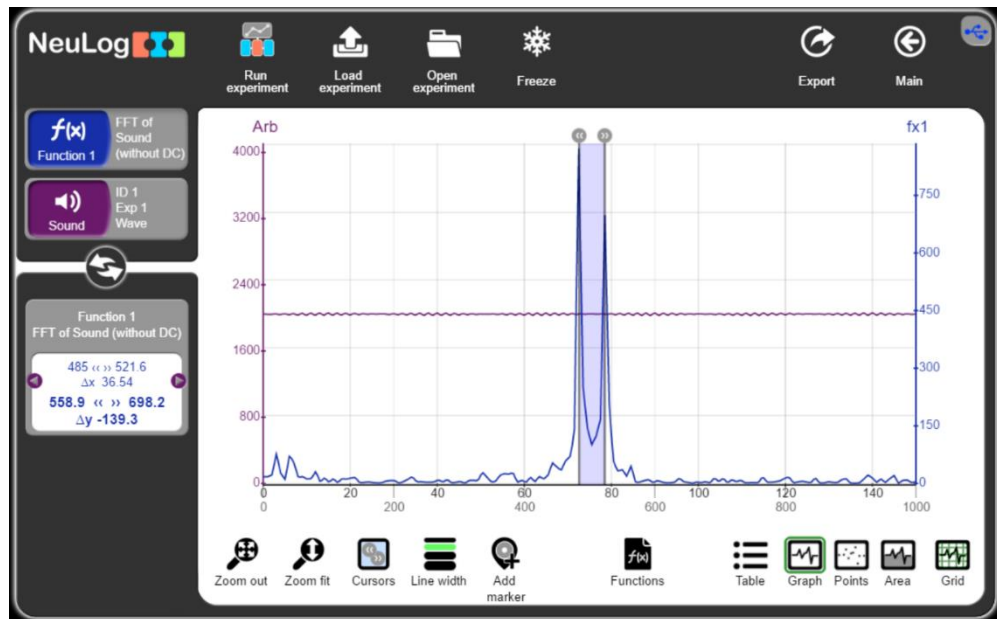 NeuLog
Run
experiment
Load
experiment
Open
experiment
Freeze
Export
Main
f(x)
Function 1
FFT of
Sound
(without DC)
Sound
ID 1
Exp 1
Wave
Function 1
FFT of Sound (without DC)
485 ‹‹ ›› 521.6
Δx 36.54
558.9 ‹‹ ›› 698.2
Δy -139.3
Arb
fx1
4000
3200
2400
1600
800
0
750
600
450
300
150
0
0 20 40 60 80 100 120 140
0 200 400 600 800 1000
Zoom out
Zoom fit
Cursors
Line width
Add
marker
f(x)
Functions
Table
Graph
Points
Area
Grid